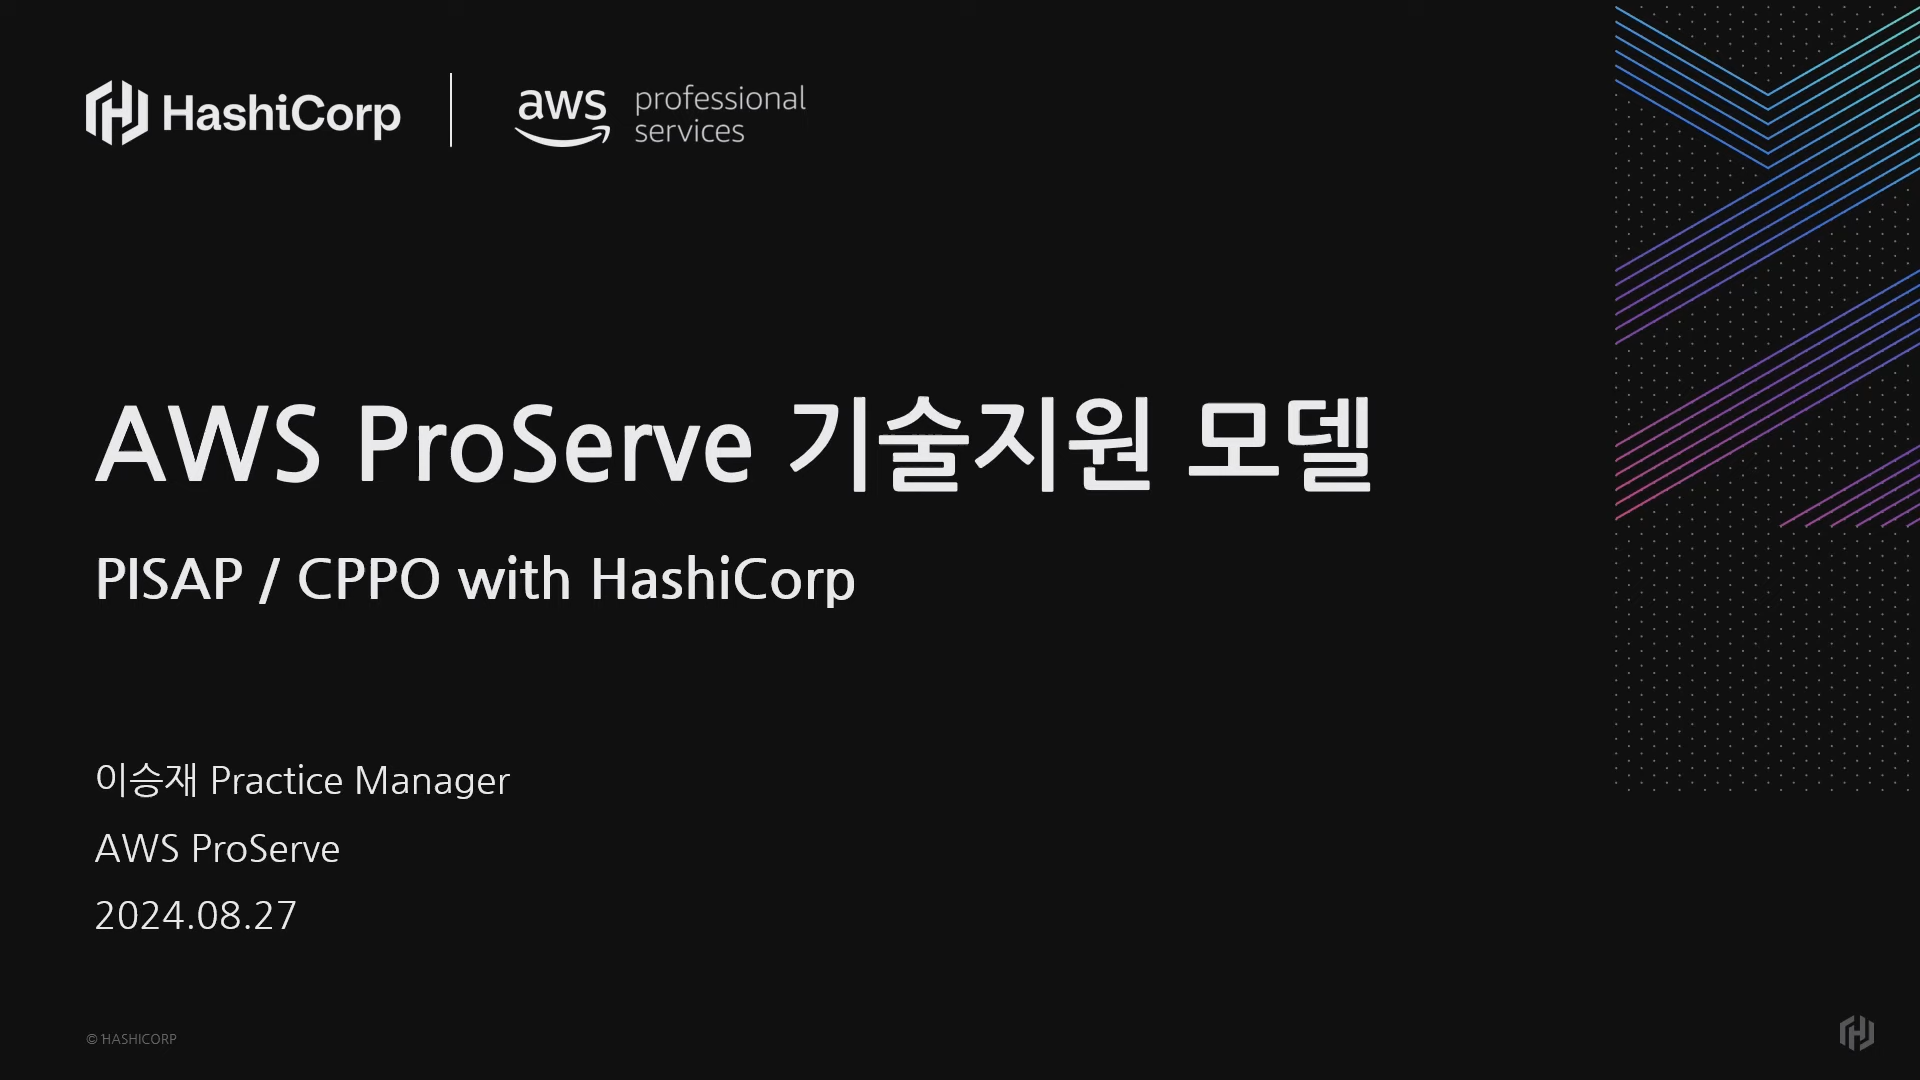 HashiCorp
aws professional services
AWS ProServe 기술지원 모델
PISAP / CPPO with HashiCorp
이승재 Practice Manager
AWS ProServe
2024.08.27
© HASHICORP